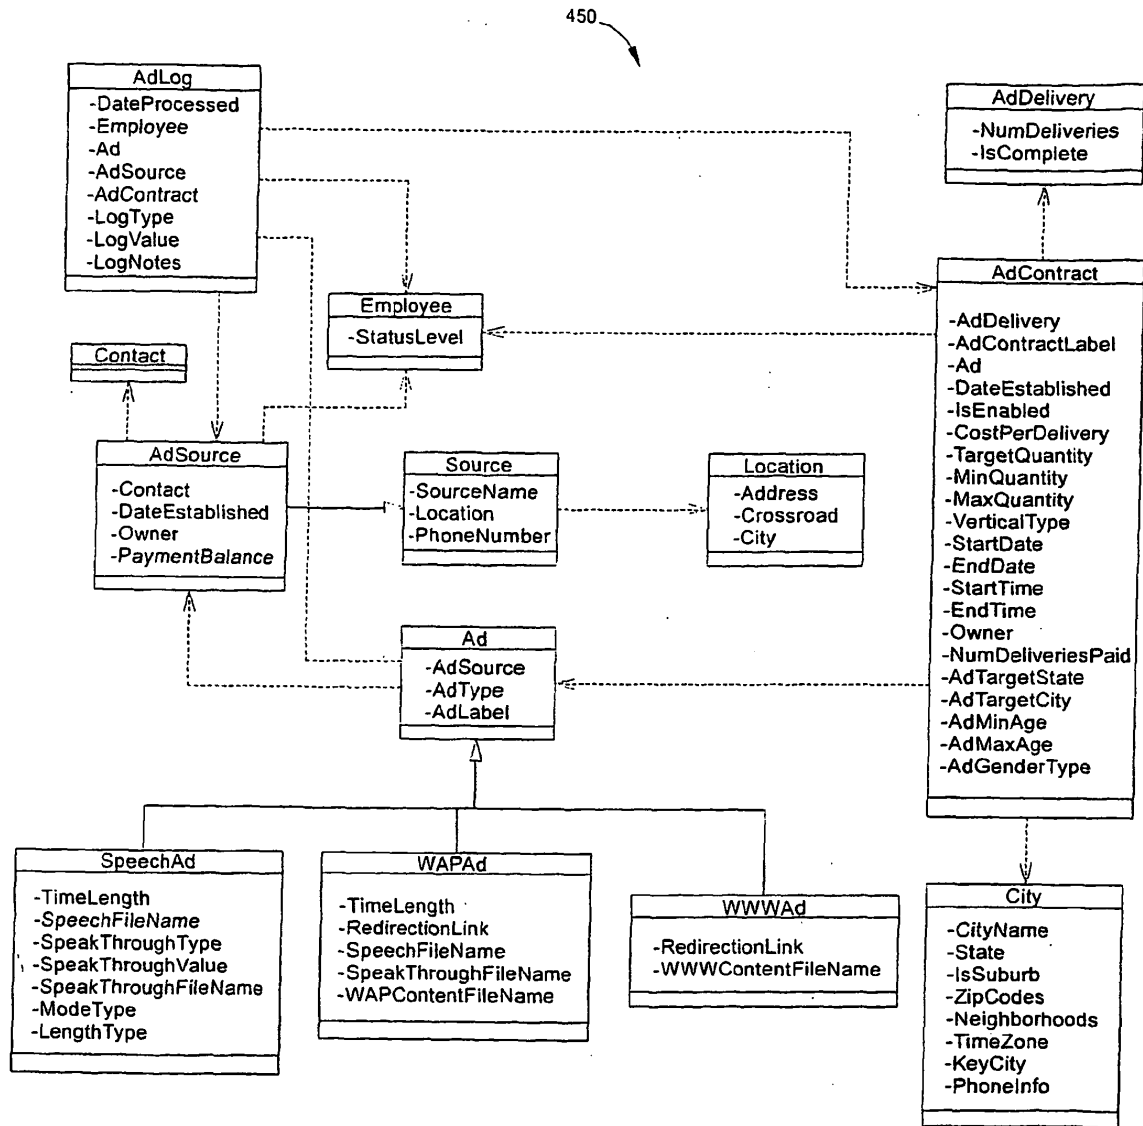 450
AdLog
-DateProcessed
-Employee
-Ad
-AdSource
-AdContract
-LogType
-LogValue
-LogNotes
AdDelivery
-NumDeliveries
-IsComplete
Employee
-StatusLevel
Contact
AdContract
-AdDelivery
-AdContractLabel
-Ad
-DateEstablished
-IsEnabled
-CostPerDelivery
-TargetQuantity
-MinQuantity
-MaxQuantity
-VerticalType
-StartDate
-EndDate
-StartTime
-EndTime
-Owner
-NumDeliveriesPaid
-AdTargetState
-AdTargetCity
-AdMinAge
-AdMaxAge
-AdGenderType
AdSource
-Contact
-DateEstablished
-Owner
-PaymentBalance
Source
-SourceName
-Location
-PhoneNumber
Location
-Address
-Crossroad
-City
Ad
-AdSource
-AdType
-AdLabel
SpeechAd
-TimeLength
-SpeechFileName
-SpeakThroughType
-SpeakThroughValue
-SpeakThroughFileName
-ModeType
-LengthType
WAPAd
-TimeLength
-RedirectionLink
-SpeechFileName
-SpeakThroughFileName
-WAPContentFileName
WWWAd
-RedirectionLink
-WWWContentFileName
City
-CityName
-State
-IsSuburb
-ZipCodes
-Neighborhoods
-TimeZone
-KeyCity
-PhoneInfo